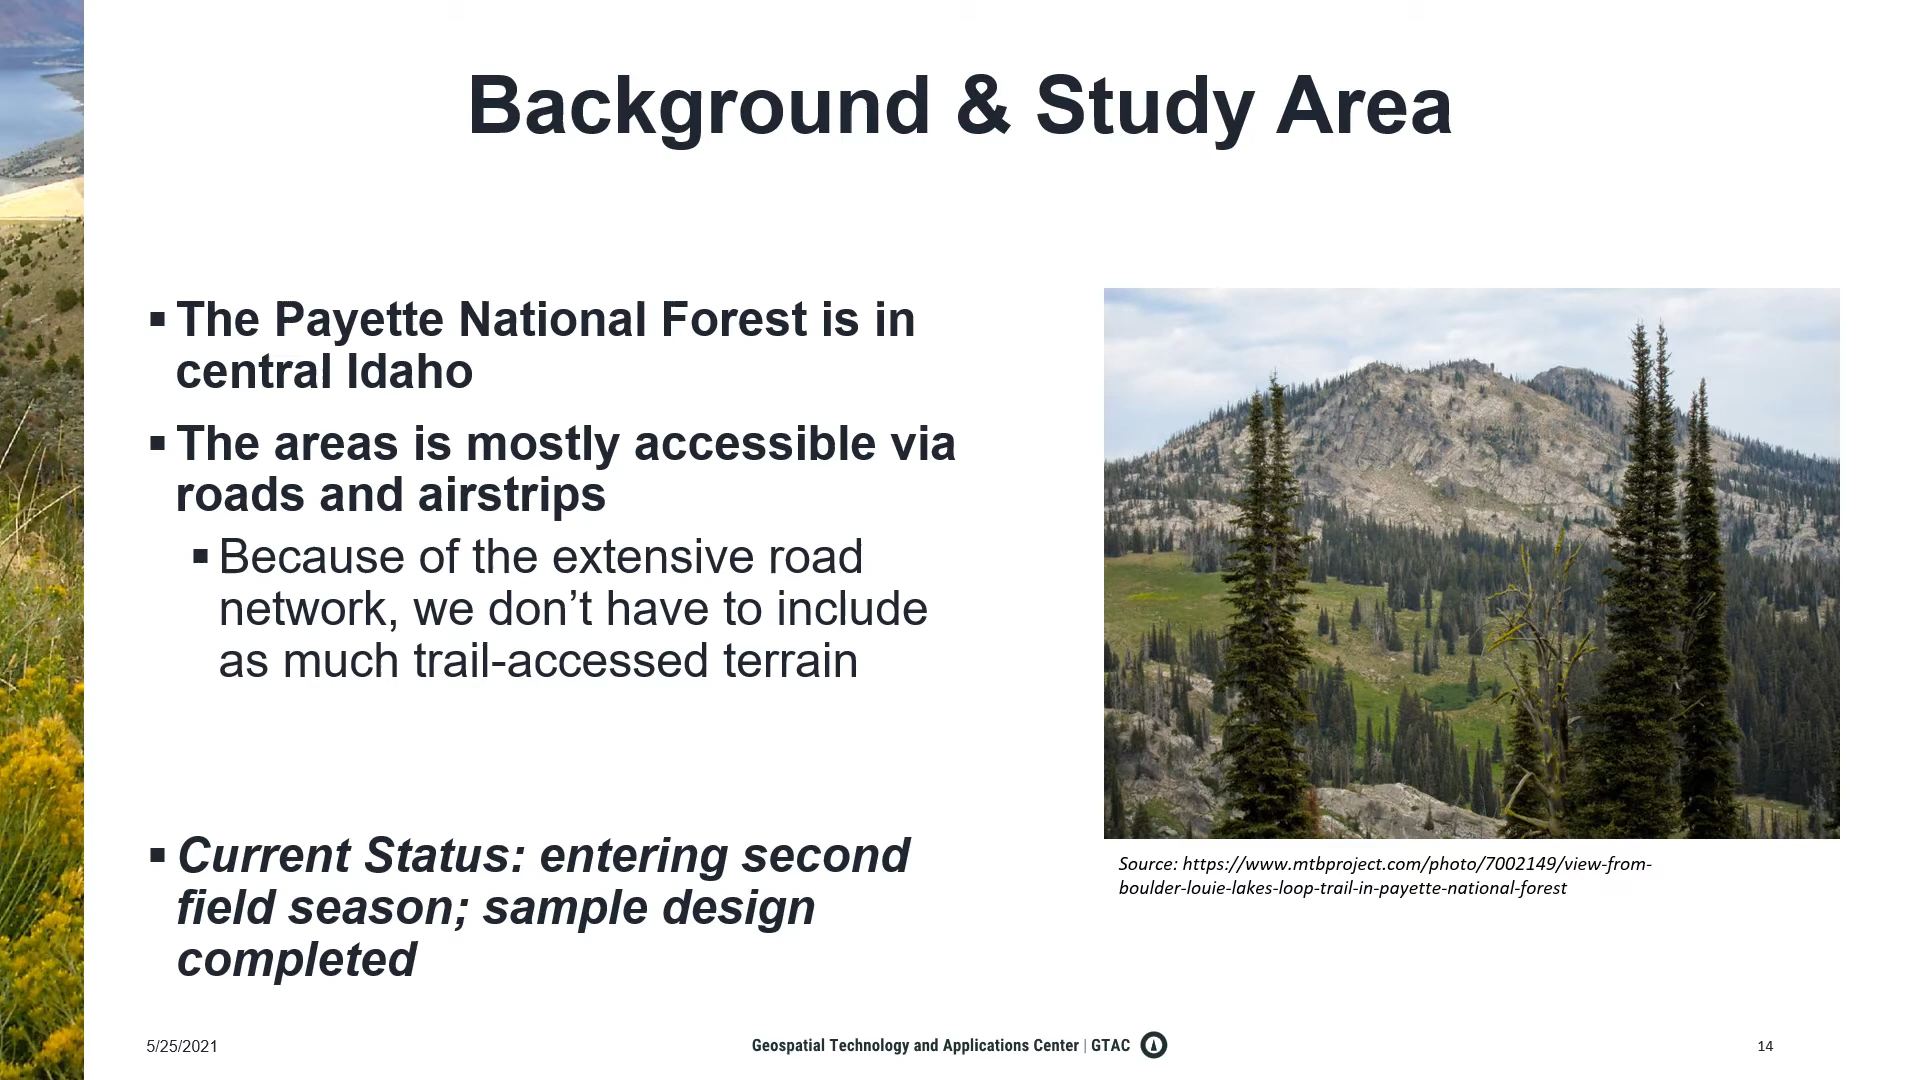 Background & Study Area
▪ The Payette National Forest is in
central Idaho
▪ The areas is mostly accessible via
roads and airstrips
▪ Because of the extensive road
network, we don’t have to include
as much trail-accessed terrain
▪ Current Status: entering second
field season; sample design
completed
Source: https://www.mtbproject.com/photo/7002149/view-from-
boulder-louie-lakes-loop-trail-in-payette-national-forest
5/25/2021
Geospatial Technology and Applications Center | GTAC
14